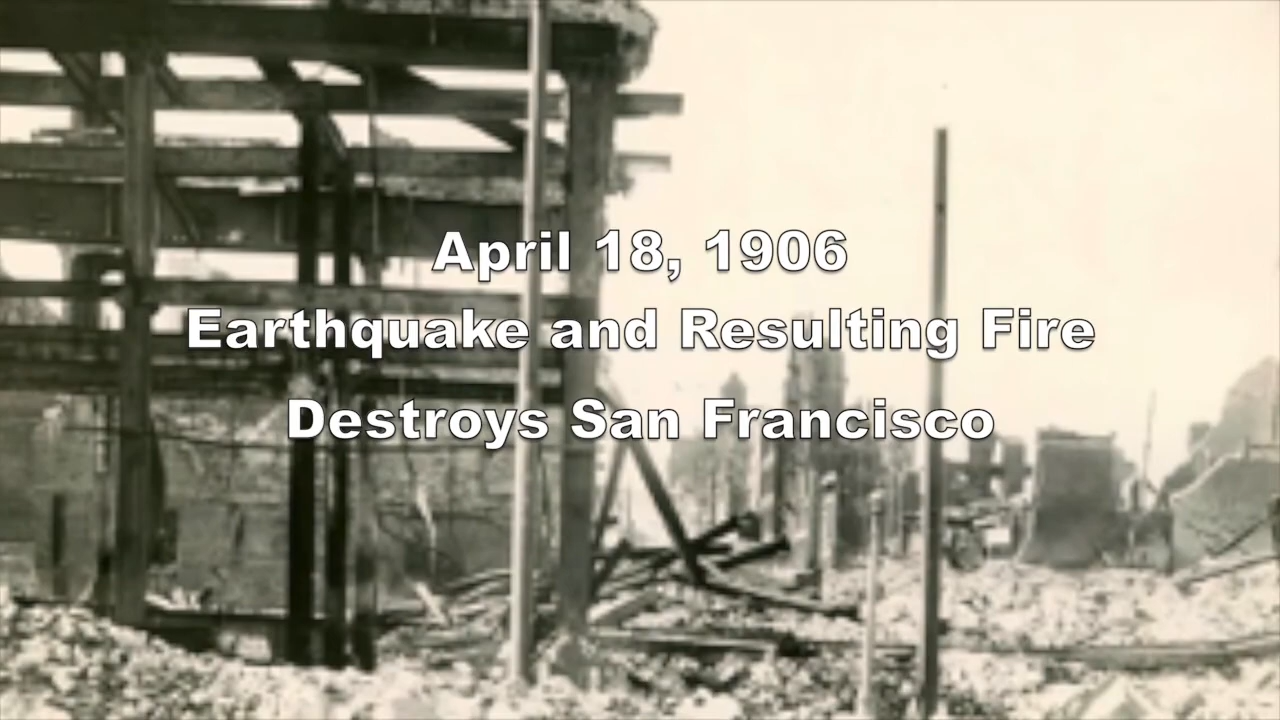 April 18, 1906
Earthquake and Resulting Fire
Destroys San Francisco